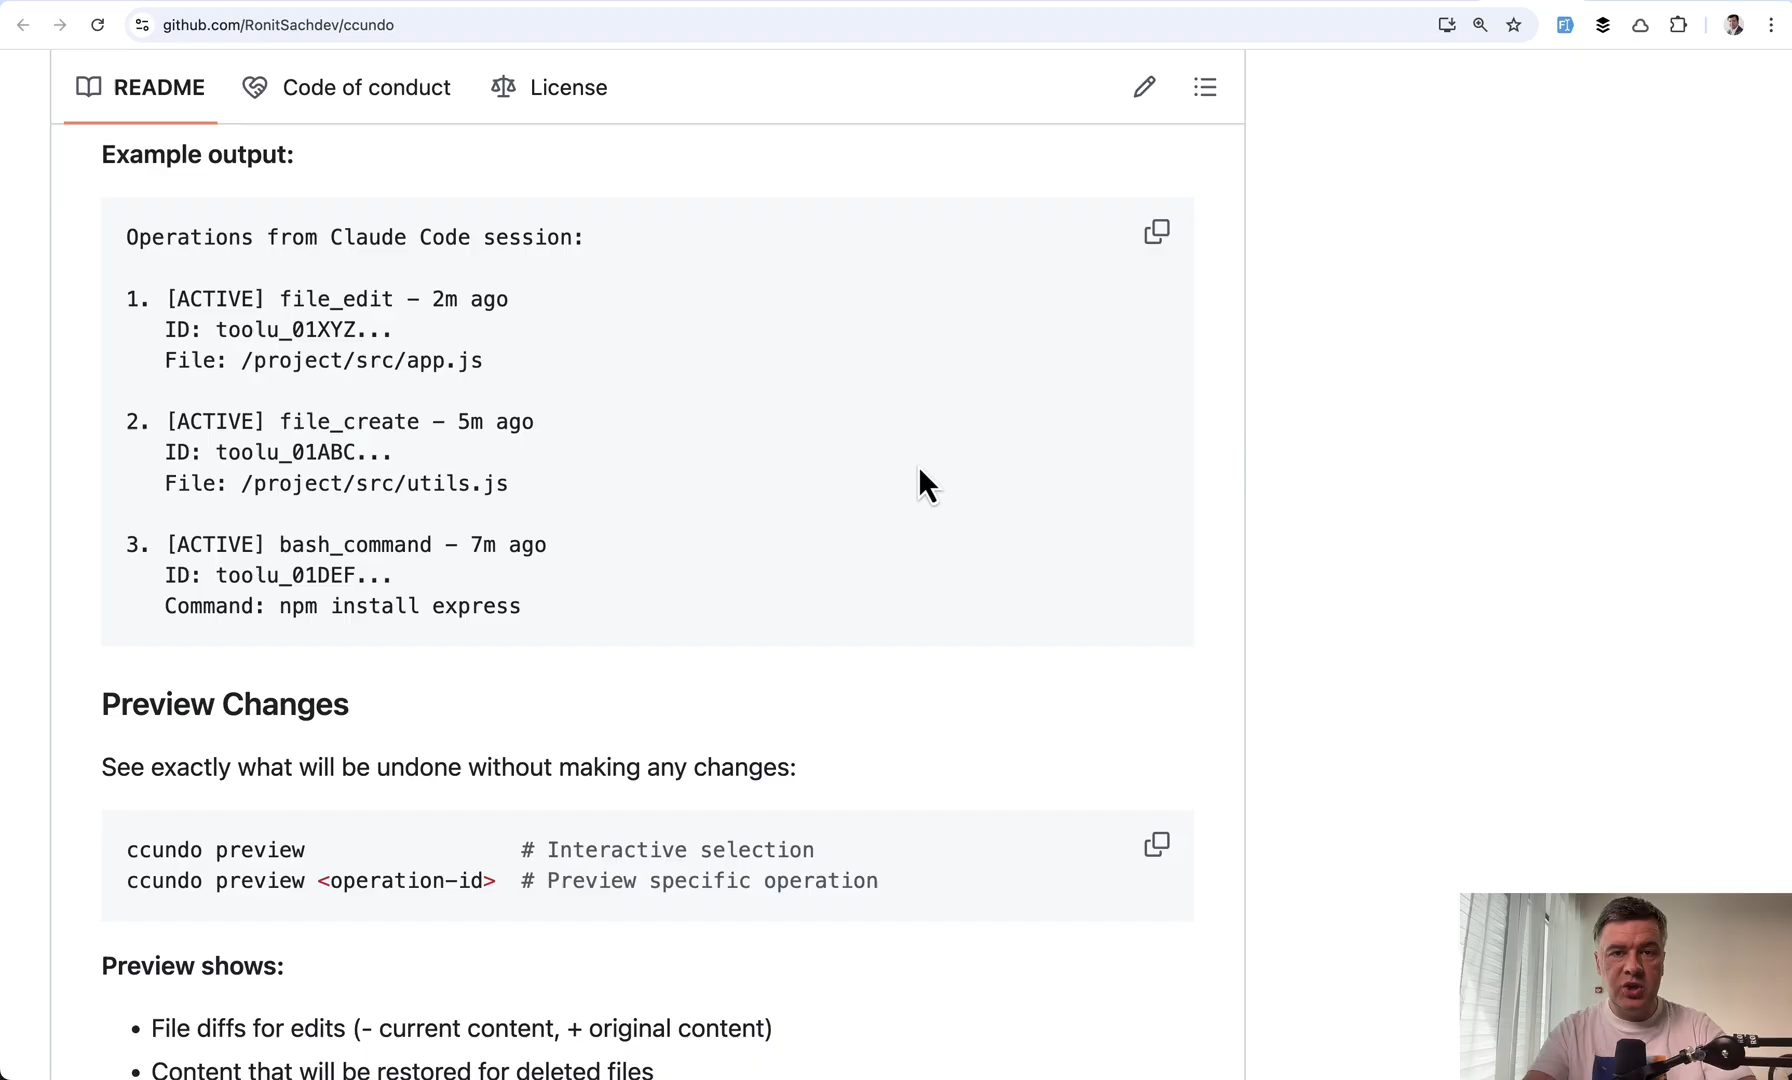 github.com/RonitSachdev/ccundo
README
Code of conduct
License
Example output:
Operations from Claude Code session:
1. [ACTIVE] file_edit - 2m ago
ID: toolu_01XYZ...
File: /project/src/app.js
2. [ACTIVE] file_create - 5m ago
ID: toolu_01ABC...
File: /project/src/utils.js
3. [ACTIVE] bash_command - 7m ago
ID: toolu_01DEF...
Command: npm install express
Preview Changes
See exactly what will be undone without making any changes:
ccundo preview # Interactive selection
ccundo preview <operation-id> # Preview specific operation
Preview shows:
• File diffs for edits (- current content, + original content)
• Content that will be restored for deleted files